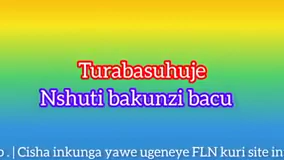 Turabasuhuje
Nshuti bakunzi bacu
o . | Cisha inkunga yawe ugeneye FLN kuri site in